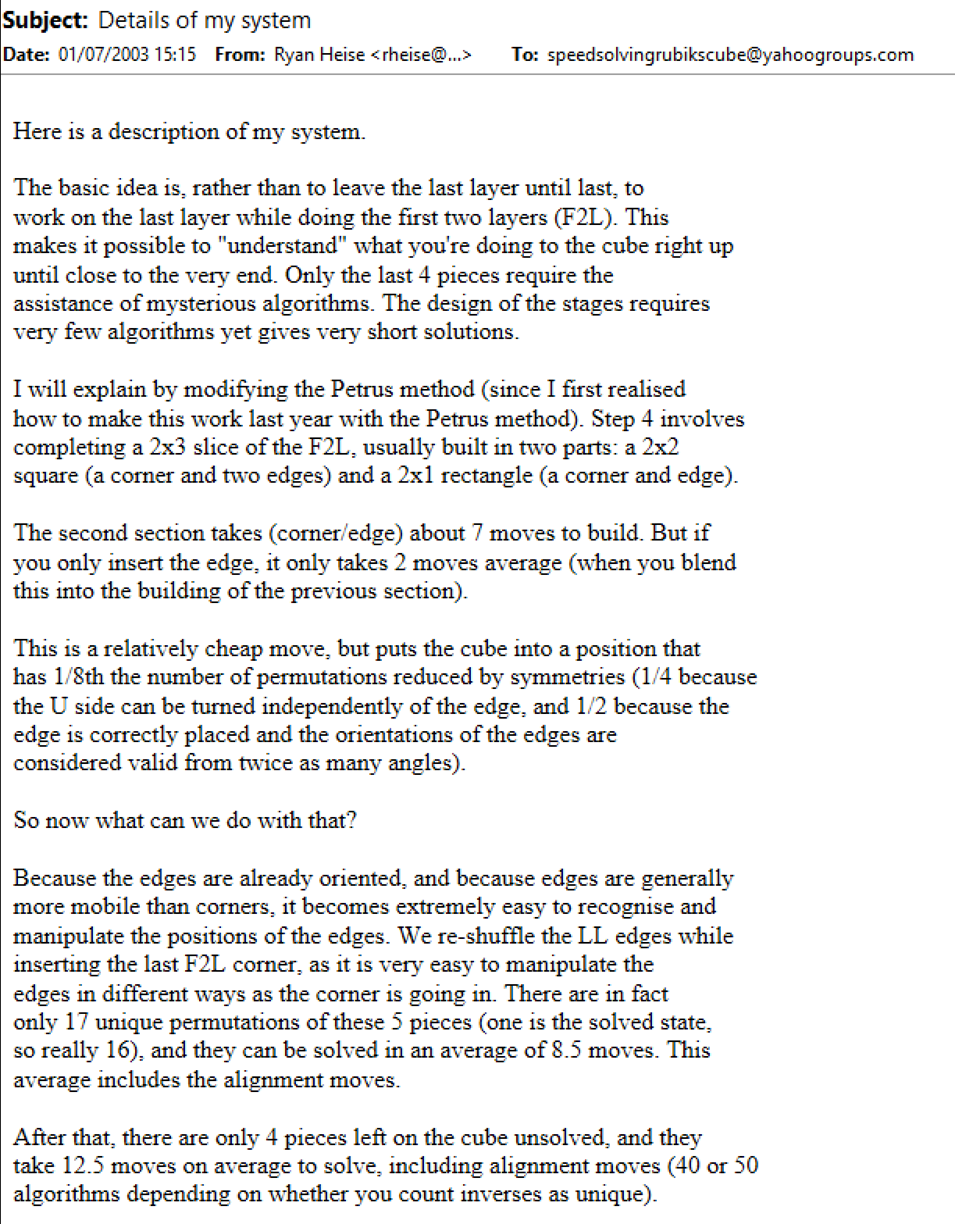 Subject: Details of my system
Date: 01/07/2003 15:15 From: Ryan Heise <rheise@...> To: speedsolvingrubikscube@yahoogroups.com
Here is a description of my system.
The basic idea is, rather than to leave the last layer until last, to
work on the last layer while doing the first two layers (F2L). This
makes it possible to "understand" what you're doing to the cube right up
until close to the very end. Only the last 4 pieces require the
assistance of mysterious algorithms. The design of the stages requires
very few algorithms yet gives very short solutions.
I will explain by modifying the Petrus method (since I first realised
how to make this work last year with the Petrus method). Step 4 involves
completing a 2x3 slice of the F2L, usually built in two parts: a 2x2
square (a corner and two edges) and a 2x1 rectangle (a corner and edge).
The second section takes (corner/edge) about 7 moves to build. But if
you only insert the edge, it only takes 2 moves average (when you blend
this into the building of the previous section).
This is a relatively cheap move, but puts the cube into a position that
has 1/8th the number of permutations reduced by symmetries (1/4 because
the U side can be turned independently of the edge, and 1/2 because the
edge is correctly placed and the orientations of the edges are
considered valid from twice as many angles).
So now what can we do with that?
Because the edges are already oriented, and because edges are generally
more mobile than corners, it becomes extremely easy to recognise and
manipulate the positions of the edges. We re-shuffle the LL edges while
inserting the last F2L corner, as it is very easy to manipulate the
edges in different ways as the corner is going in. There are in fact
only 17 unique permutations of these 5 pieces (one is the solved state,
so really 16), and they can be solved in an average of 8.5 moves. This
average includes the alignment moves.
After that, there are only 4 pieces left on the cube unsolved, and they
take 12.5 moves on average to solve, including alignment moves (40 or 50
algorithms depending on whether you count inverses as unique).